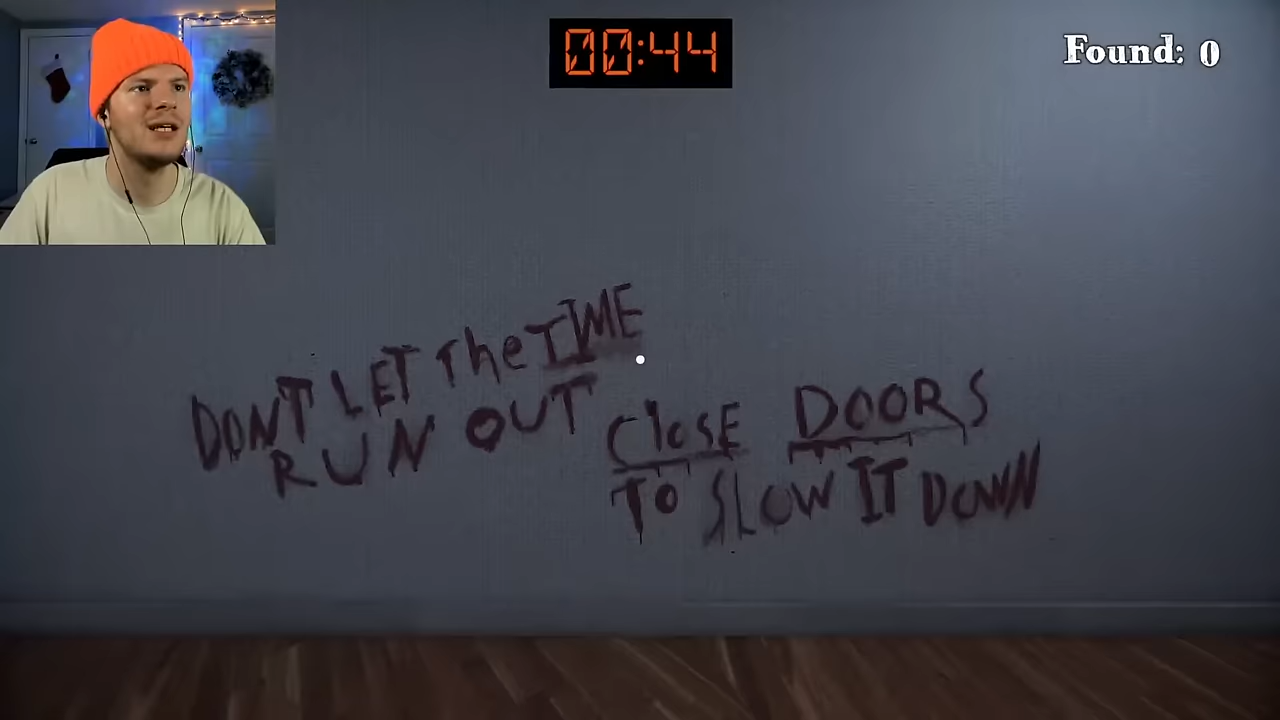 00:44
Found: 0
DONT LET The TIME
RUN OUT
ClosE DOORS
TO SLOW IT DOWN